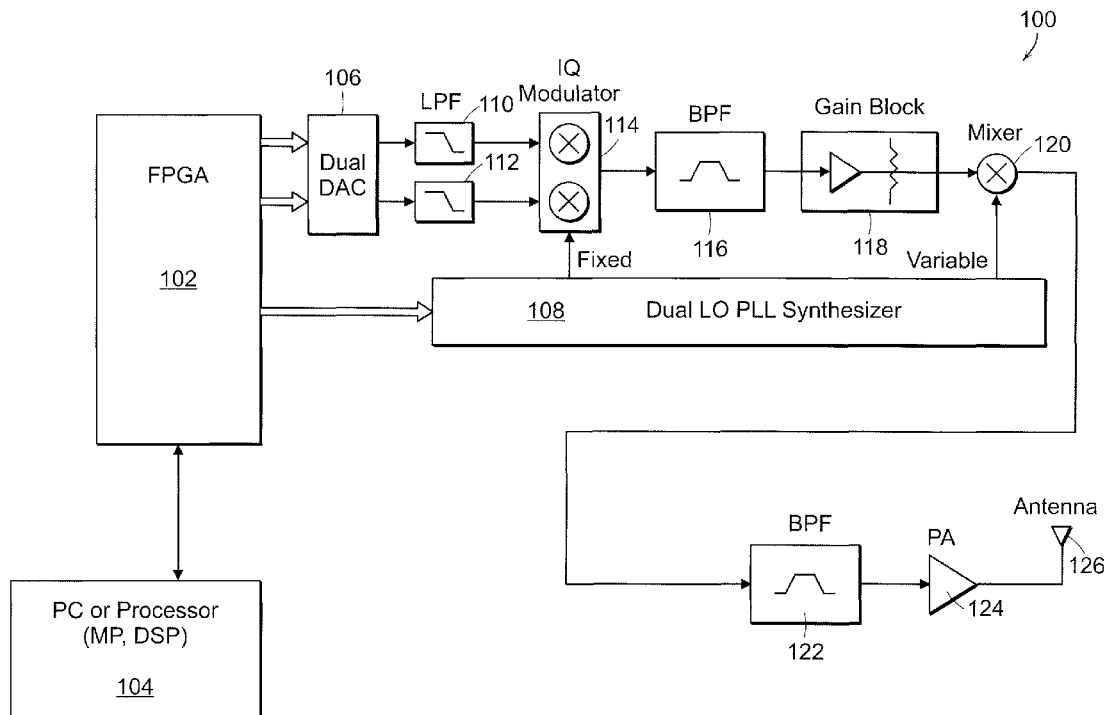 100
106
LPF
110
IQ
Modulator
114
BPF
Gain Block
Mixer
120
FPGA
Dual
DAC
112
102
116
118
Fixed
Variable
108
Dual LO PLL Synthesizer
BPF
PA
Antenna
126
124
122
PC or Processor
(MP, DSP)
104